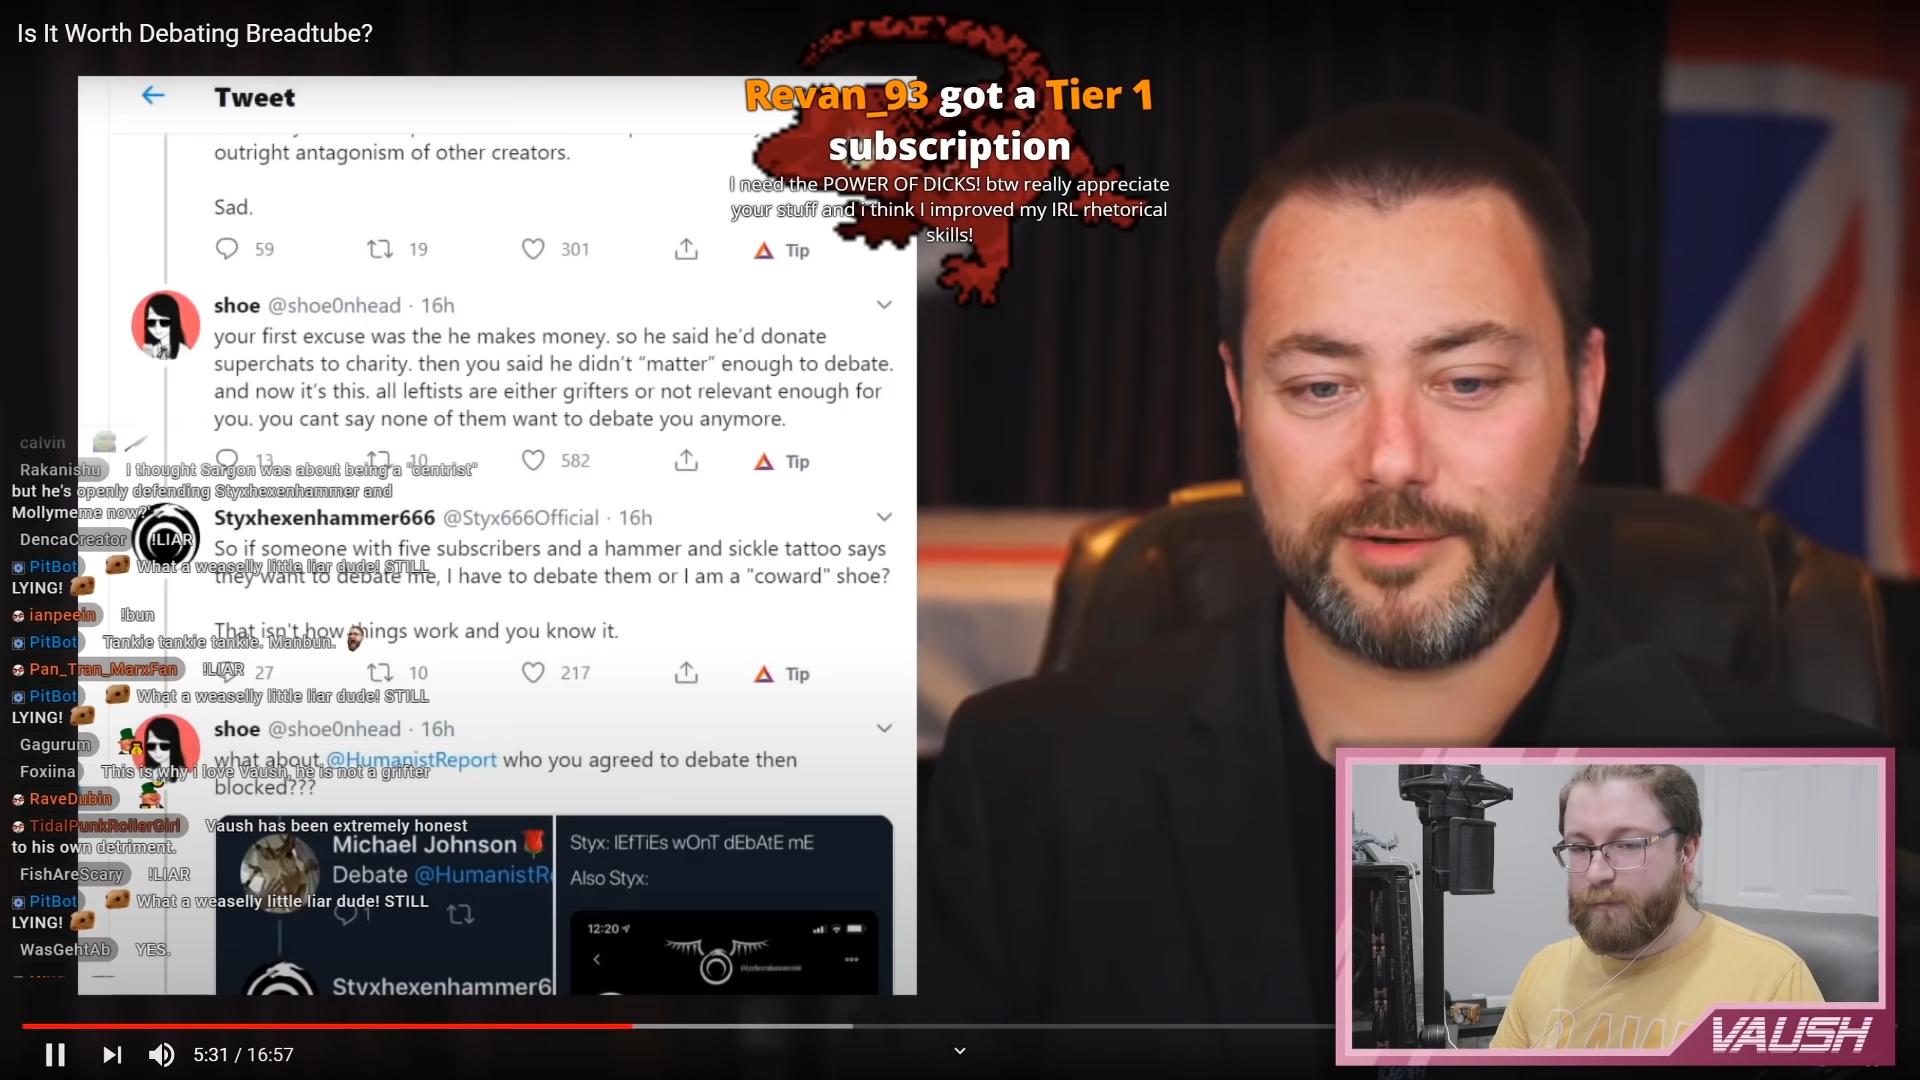 Is It Worth Debating Breadtube?
Tweet
outright antagonism of other creators.
Sad.
59 19 301 Tip
Revan_93 got a Tier 1
subscription
I need the POWER OF DICKS! btw really appreciate
your stuff and i think I improved my IRL rhetorical
skills!
shoe @shoe0nhead · 16h
your first excuse was the he makes money. so he said he'd donate
superchats to charity. then you said he didn't “matter” enough to debate.
and now it's this. all leftists are either grifters or not relevant enough for
you. you cant say none of them want to debate you anymore.
13 10 582 Tip
Styxhexenhammer666 @Styx666Official · 16h
So if someone with five subscribers and a hammer and sickle tattoo says
they want to debate me, I have to debate them or I am a "coward" shoe?
That isn't how things work and you know it.
27 10 217 Tip
shoe @shoe0nhead · 16h
what about @HumanistReport who you agreed to debate then
blocked???
Michael Johnson
Debate @HumanistR
1
Styxhexenhammer6
Styx: lEfTiEs wOnT dEbAtE mE
Also Styx:
12:20
calvin
Rakanishu I thought Sargon was about being a "centrist"
but he's openly defending Styxhexenhammer and
Mollymeme now?'
DencaCreator !LIAR
PitBot What a weaselly little liar dude! STILL
LYING!
ianpeein !bun
PitBot Tankie tankie tankie. Manbun.
Pan_Tran_MarxFan !LIAR
PitBot What a weaselly little liar dude! STILL
LYING!
Gagurum
Foxiina This is why i love Vaush, he is not a grifter
RaveDubin
TidalPunkRollerGirl Vaush has been extremely honest
to his own detriment.
FishAreScary !LIAR
PitBot What a weaselly little liar dude! STILL
LYING!
WasGehtAb YES.
5:31 / 16:57
VAUSH